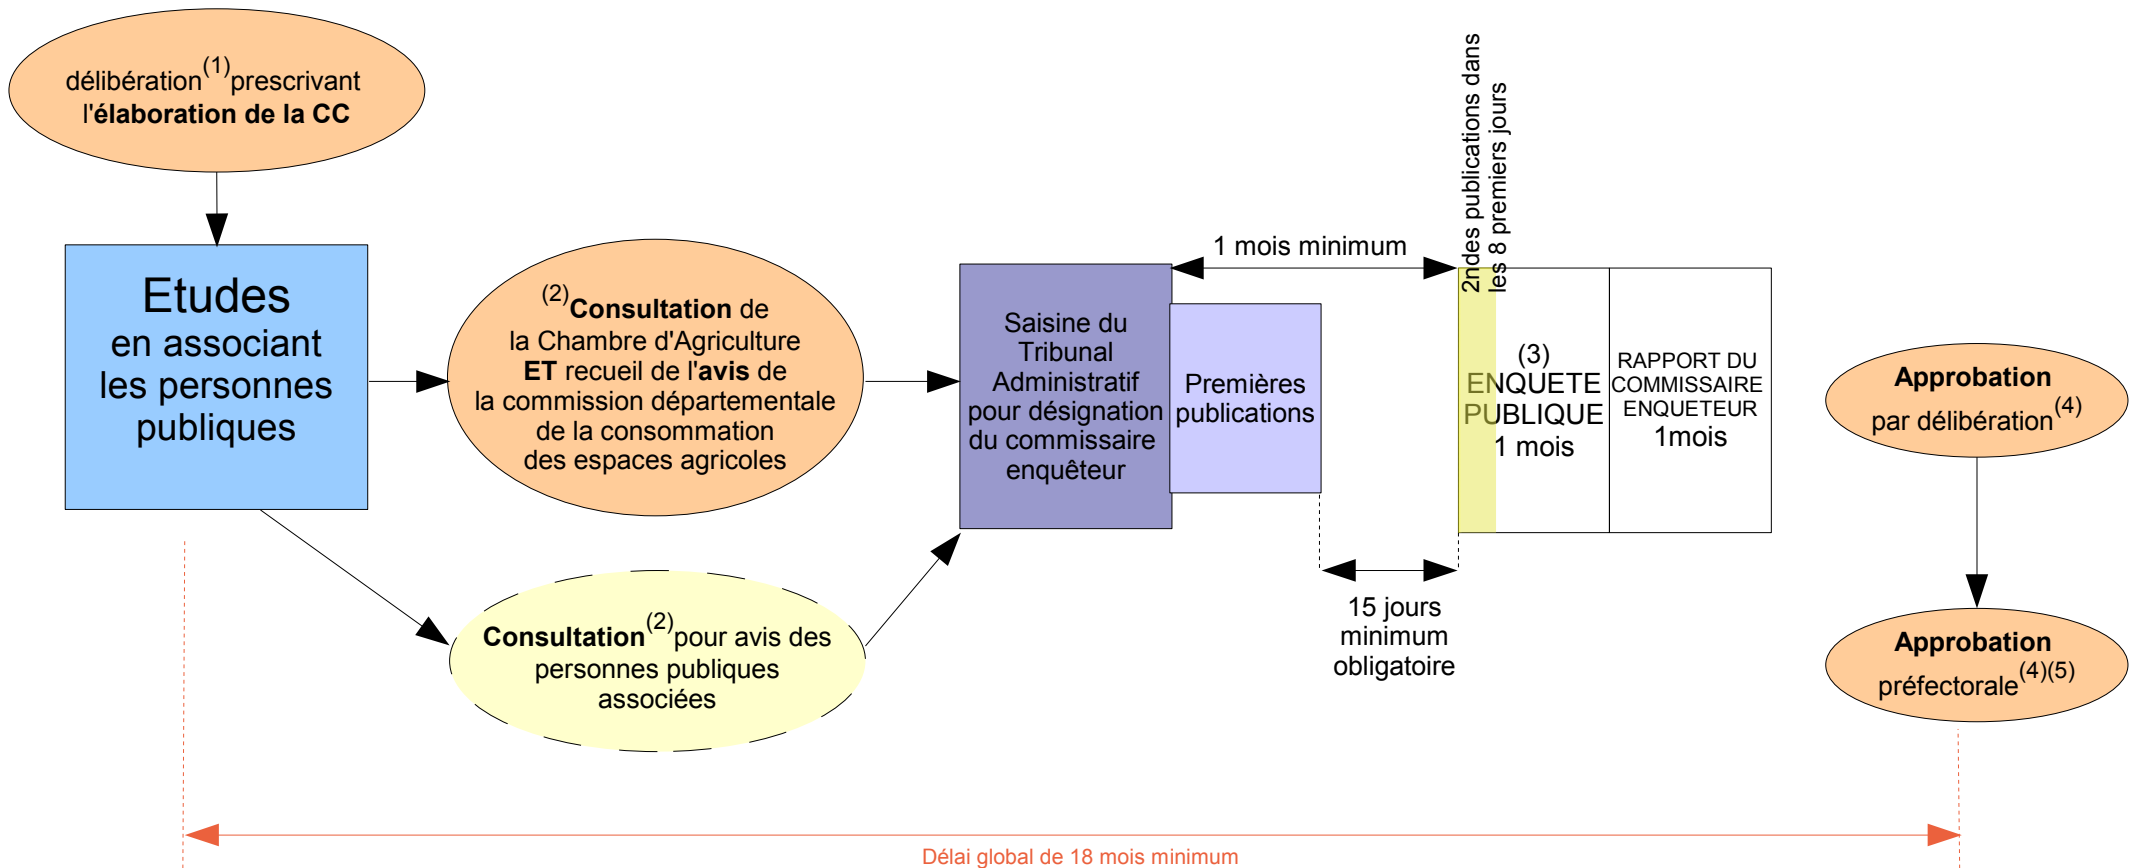 délibération(1)prescrivant
l'élaboration de la CC
Etudes
en associant
les personnes
publiques
(2)Consultation de
la Chambre d'Agriculture
ET recueil de l'avis de
la commission départementale
de la consommation
des espaces agricoles
Consultation(2)pour avis des
personnes publiques
associées
Saisine du
Tribunal
Administratif
pour désignation
du commissaire
enquêteur
Premières
publications
1 mois minimum
15 jours
minimum
obligatoire
2ndes publications dans
les 8 premiers jours
(3)
ENQUETE
PUBLIQUE
1 mois
RAPPORT DU
COMMISSAIRE
ENQUETEUR
1mois
Approbation
par délibération(4)
Approbation
préfectorale(4)(5)
Délai global de 18 mois minimum